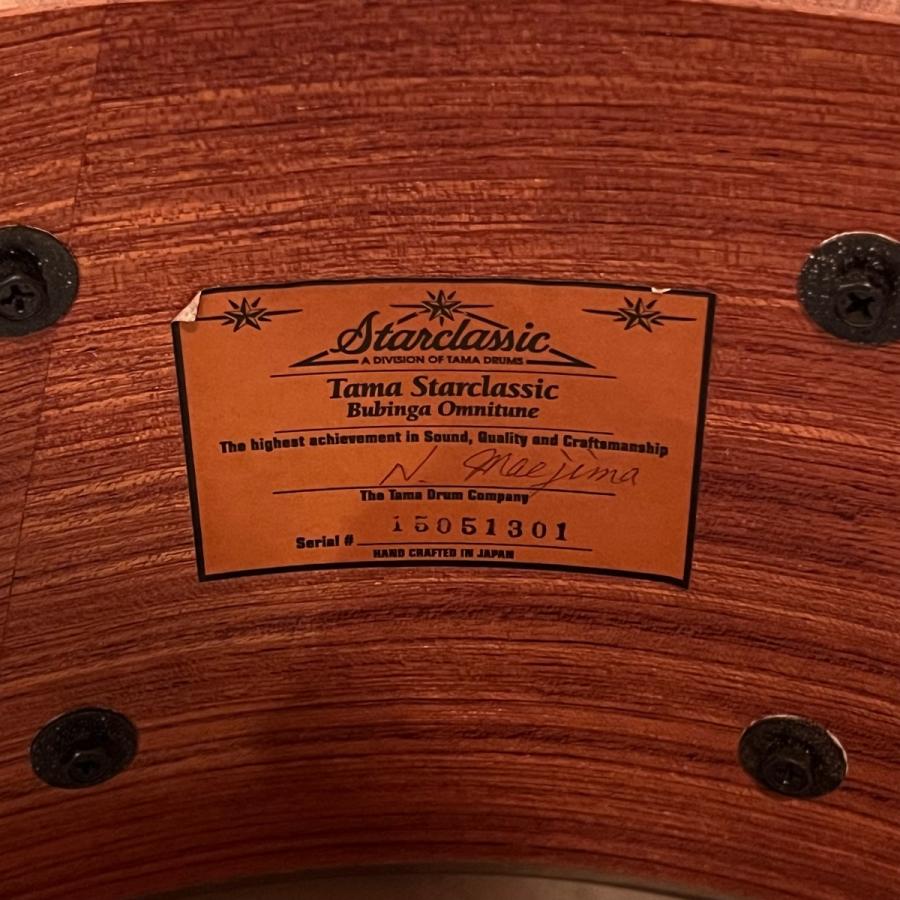 Starclassic
A DIVISION OF TAMA DRUMS
Tama Starclassic
Bubinga Omnitune
The highest achievement in Sound, Quality and Craftsmanship
N. Maejima
The Tama Drum Company
Serial # 15051301
HAND CRAFTED IN JAPAN